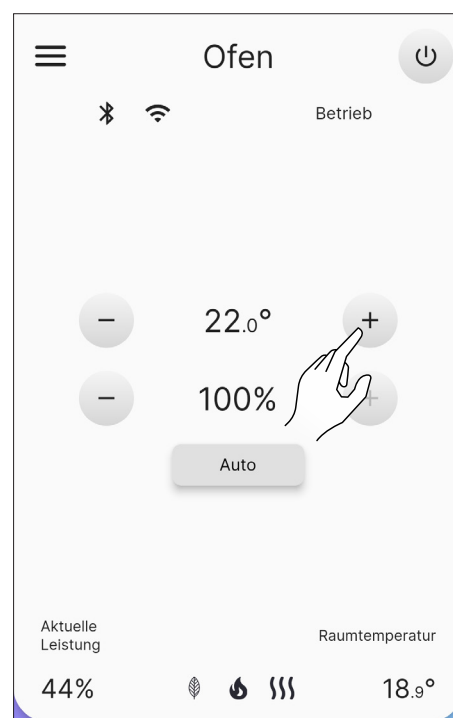 Ofen
Betrieb
22.0°
100%
Auto
Aktuelle
Leistung
Raumtemperatur
44%
18.9°